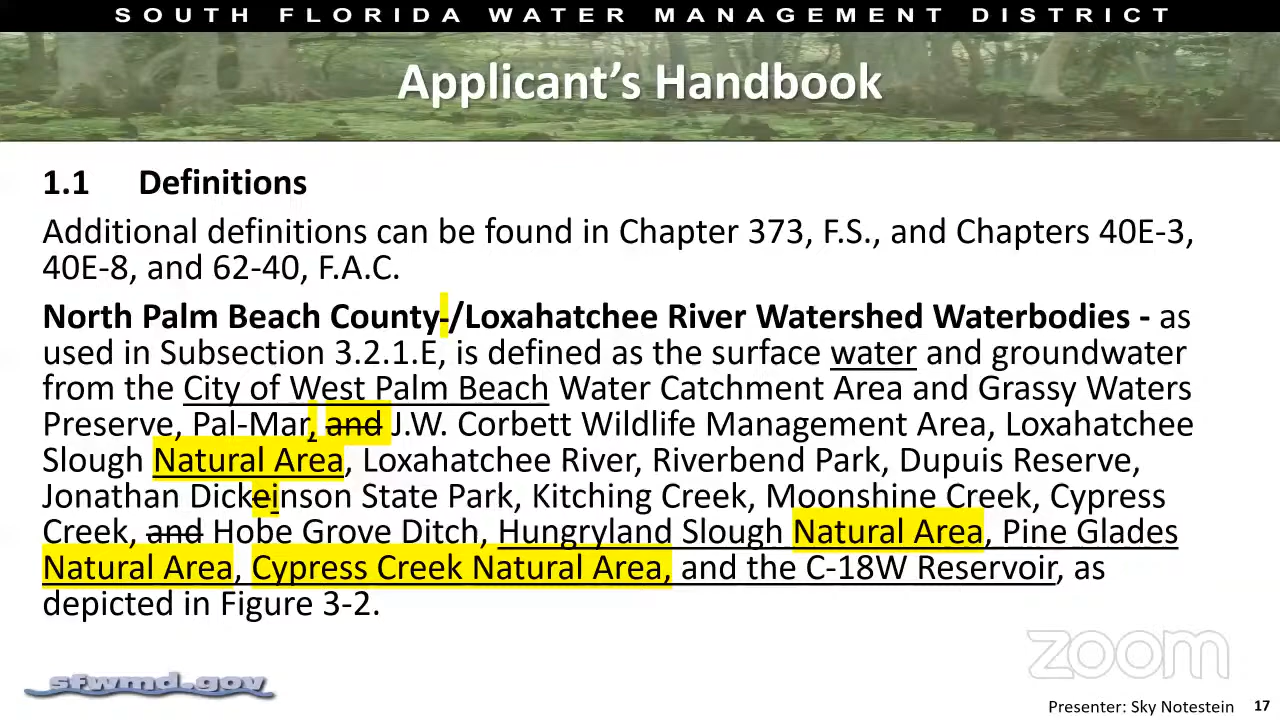 SOUTH FLORIDA WATER MANAGEMENT DISTRICT
Applicant's Handbook
1.1 Definitions
Additional definitions can be found in Chapter 373, F.S., and Chapters 40E-3,
40E-8, and 62-40, F.A.C.
North Palm Beach County-/Loxahatchee River Watershed Waterbodies - as
used in Subsection 3.2.1.E, is defined as the surface water and groundwater
from the City of West Palm Beach Water Catchment Area and Grassy Waters
Preserve, Pal-Mar, and J.W. Corbett Wildlife Management Area, Loxahatchee
Slough Natural Area, Loxahatchee River, Riverbend Park, Dupuis Reserve,
Jonathan Dickeinson State Park, Kitching Creek, Moonshine Creek, Cypress
Creek, and Hobe Grove Ditch, Hungryland Slough Natural Area, Pine Glades
Natural Area, Cypress Creek Natural Area, and the C-18W Reservoir, as
depicted in Figure 3-2.
zoom
sfwmd.gov
Presenter: Sky Notestein 17